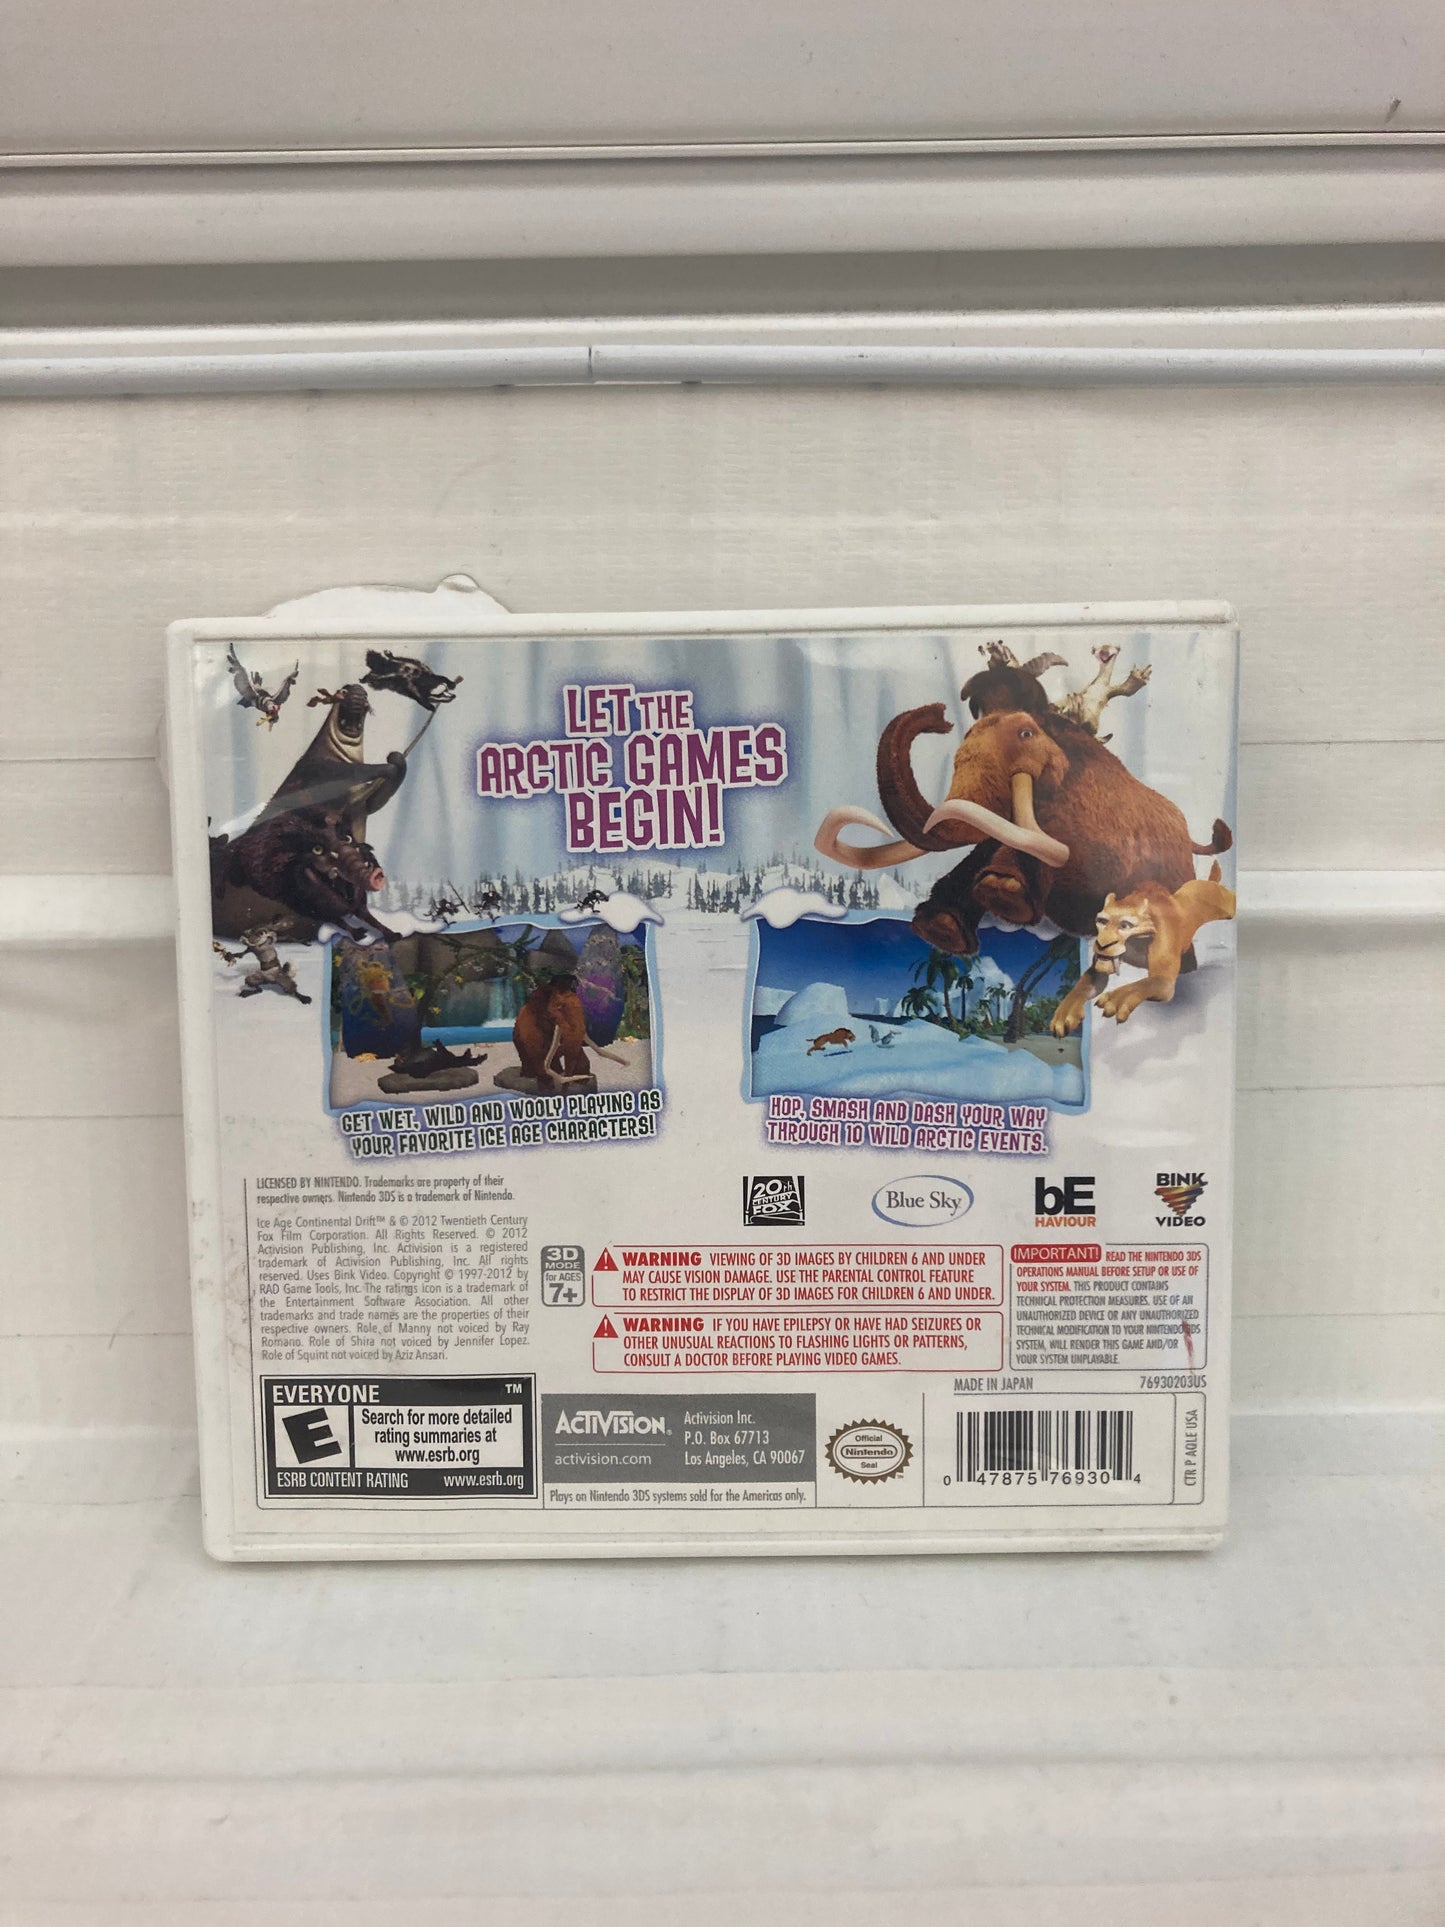 LET THE
ARCTIC GAMES
BEGIN!
GET WET, WILD AND WOOLY PLAYING AS
YOUR FAVORITE ICE AGE CHARACTERS!
HOP, SMASH AND DASH YOUR WAY
THROUGH 10 WILD ARCTIC EVENTS.
LICENSED BY NINTENDO. Trademarks are property of their
respective owners. Nintendo 3DS is a trademark of Nintendo.
Ice Age Continental Drift™ & © 2012 Twentieth Century
Fox Film Corporation. All Rights Reserved. © 2012
Activision Publishing, Inc. Activision is a registered
trademark of Activision Publishing, Inc. All rights
reserved. Uses Bink Video. Copyright © 1997-2012 by
RAD Game Tools, Inc. The ratings icon is a trademark of
the Entertainment Software Association. All other
trademarks and trade names are the properties of their
respective owners. Role of Manny not voiced by Ray
Romano. Role of Shira not voiced by Jennifer Lopez.
Role of Squint not voiced by Aziz Ansari.
20th
CENTURY
FOX
Blue Sky
bE
HAVIOUR
BINK
VIDEO
3D
MODE
for AGES
7+
WARNING VIEWING OF 3D IMAGES BY CHILDREN 6 AND UNDER
MAY CAUSE VISION DAMAGE. USE THE PARENTAL CONTROL FEATURE
TO RESTRICT THE DISPLAY OF 3D IMAGES FOR CHILDREN 6 AND UNDER.
WARNING IF YOU HAVE EPILEPSY OR HAVE HAD SEIZURES OR
OTHER UNUSUAL REACTIONS TO FLASHING LIGHTS OR PATTERNS,
CONSULT A DOCTOR BEFORE PLAYING VIDEO GAMES.
IMPORTANT! READ THE NINTENDO 3DS
OPERATIONS MANUAL BEFORE SETUP OR USE OF
YOUR SYSTEM. THIS PRODUCT CONTAINS
TECHNICAL PROTECTION MEASURES. USE OF AN
UNAUTHORIZED DEVICE OR ANY UNAUTHORIZED
TECHNICAL MODIFICATION TO YOUR NINTENDO 3DS
SYSTEM, WILL RENDER THIS GAME AND/OR
YOUR SYSTEM UNPLAYABLE.
MADE IN JAPAN
76930203US
EVERYONE ™
E
Search for more detailed
rating summaries at
www.esrb.org
ESRB CONTENT RATING www.esrb.org
ACTIVISION®
activision.com
Activision Inc.
P.O. Box 67713
Los Angeles, CA 90067
Plays on Nintendo 3DS systems sold for the Americas only.
Official
Nintendo
Seal
0 47875 76930 4
CTR P AQLE USA